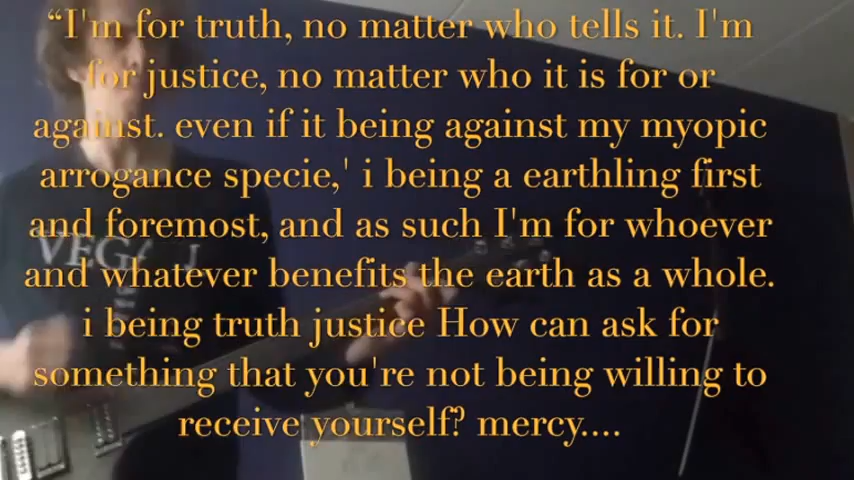 “I'm for truth, no matter who tells it. I'm
for justice, no matter who it is for or
against. even if it being against my myopic
arrogance specie,' i being a earthling first
and foremost, and as such I'm for whoever
and whatever benefits the earth as a whole.
i being truth justice How can ask for
something that you're not being willing to
receive yourself? mercy....